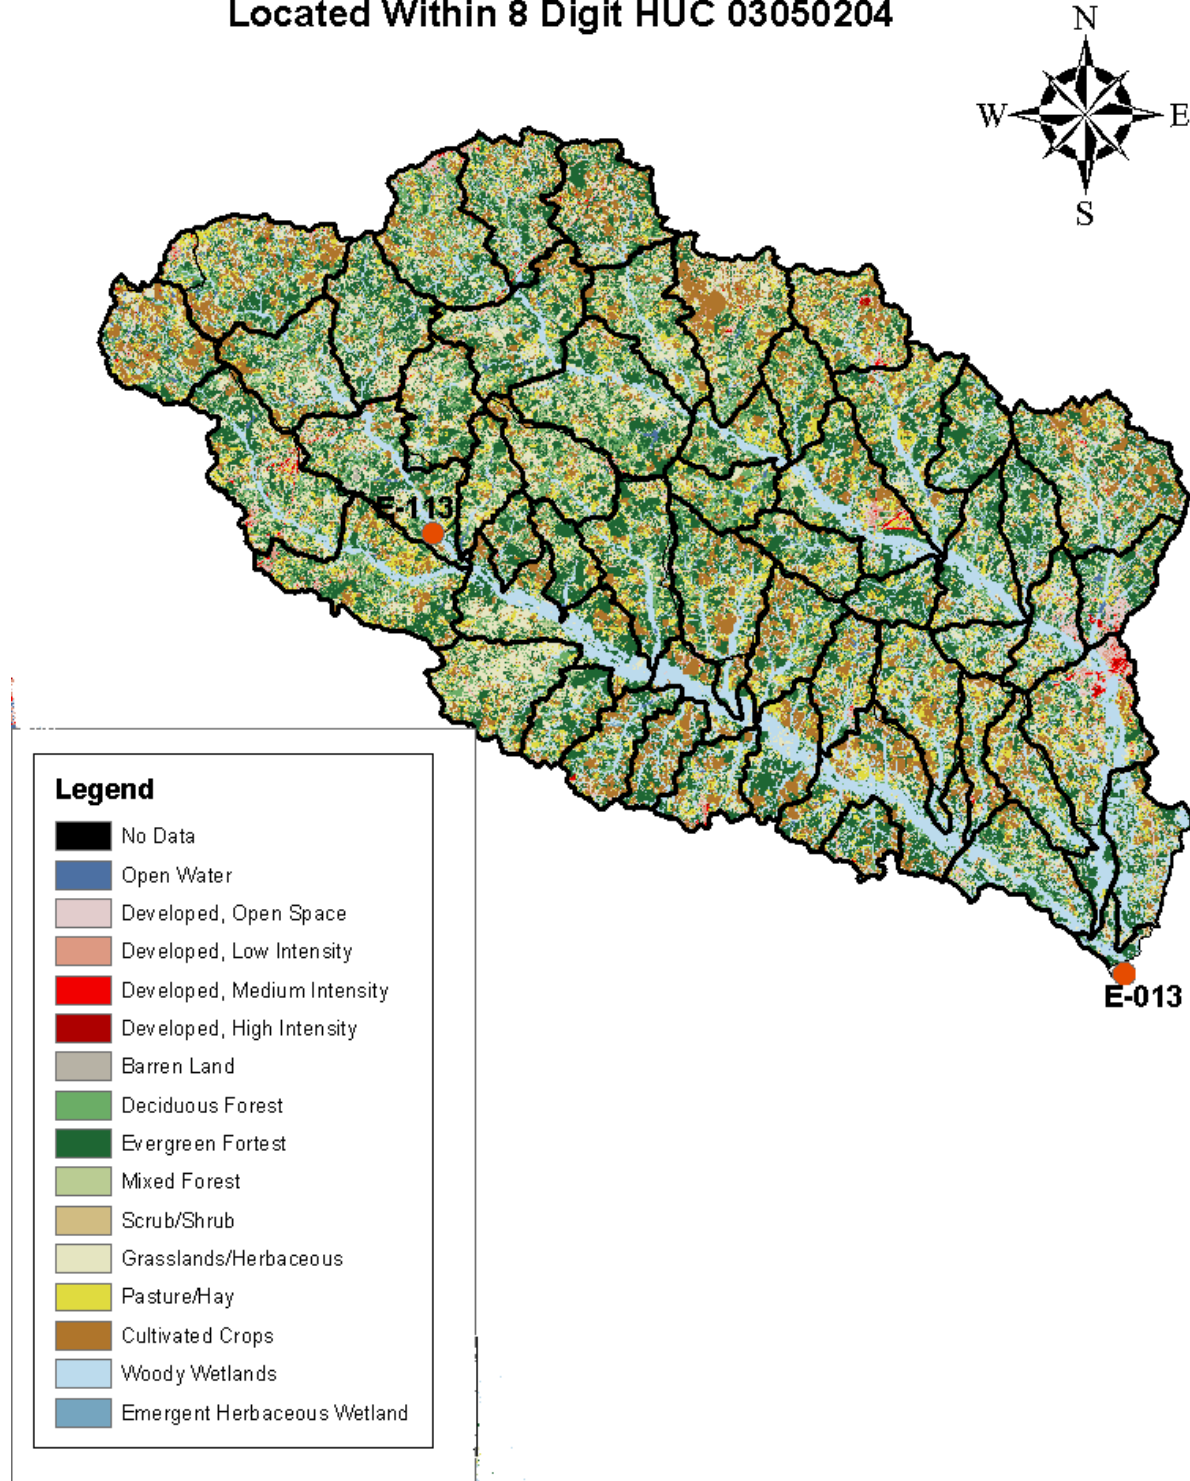 Located Within 8 Digit HUC 03050204
N
W
E
S
E-113
E-013
Legend
No Data
Open Water
Developed, Open Space
Developed, Low Intensity
Developed, Medium Intensity
Developed, High Intensity
Barren Land
Deciduous Forest
Evergreen Fortest
Mixed Forest
Scrub/Shrub
Grasslands/Herbaceous
Pasture/Hay
Cultivated Crops
Woody Wetlands
Emergent Herbaceous Wetland